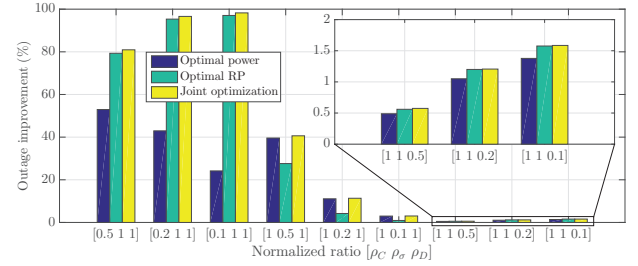 Outage improvement (%)
100
80
60
40
20
0
Optimal power
Optimal RP
Joint optimization
2
1.5
1
0.5
0
[1 1 0.5] [1 1 0.2] [1 1 0.1]
[0.5 1 1] [0.2 1 1] [0.1 1 1] [1 0.5 1] [1 0.2 1] [1 0.1 1] [1 1 0.5] [1 1 0.2] [1 1 0.1]
Normalized ratio [ρC ρσ ρD]